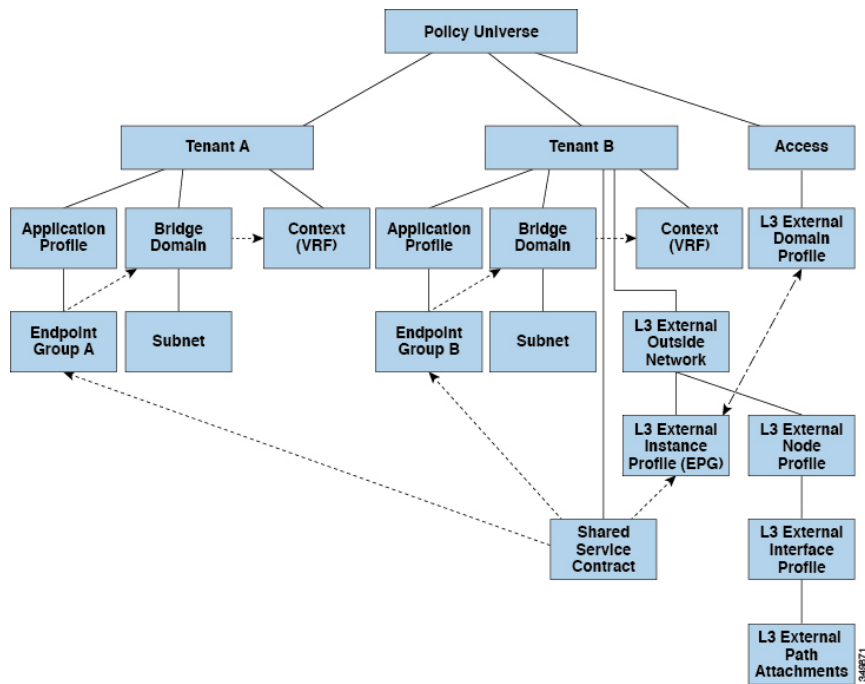 Policy Universe
Tenant A
Tenant B
Access
Application
Profile
Bridge
Domain
Context
(VRF)
Application
Profile
Bridge
Domain
Context
(VRF)
L3 External
Domain
Profile
Endpoint
Group A
Subnet
Endpoint
Group B
Subnet
L3 External
Outside
Network
L3 External
Instance
Profile (EPG)
L3 External
Node
Profile
Shared
Service
Contract
L3 External
Interface
Profile
L3 External
Path
Attachments
349871